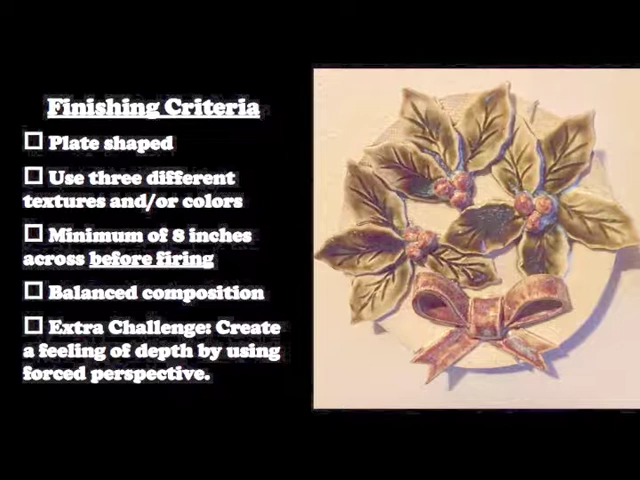 Finishing Criteria
☐ Plate shaped
☐ Use three different
textures and/or colors
☐ Minimum of 8 inches
across before firing
☐ Balanced composition
☐ Extra Challenge: Create
a feeling of depth by using
forced perspective.